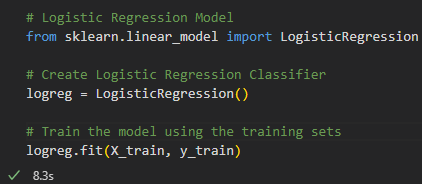 # Logistic Regression Model
from sklearn.linear_model import LogisticRegression
# Create Logistic Regression Classifier
logreg = LogisticRegression()
# Train the model using the training sets
logreg.fit(X_train, y_train)
8.3s